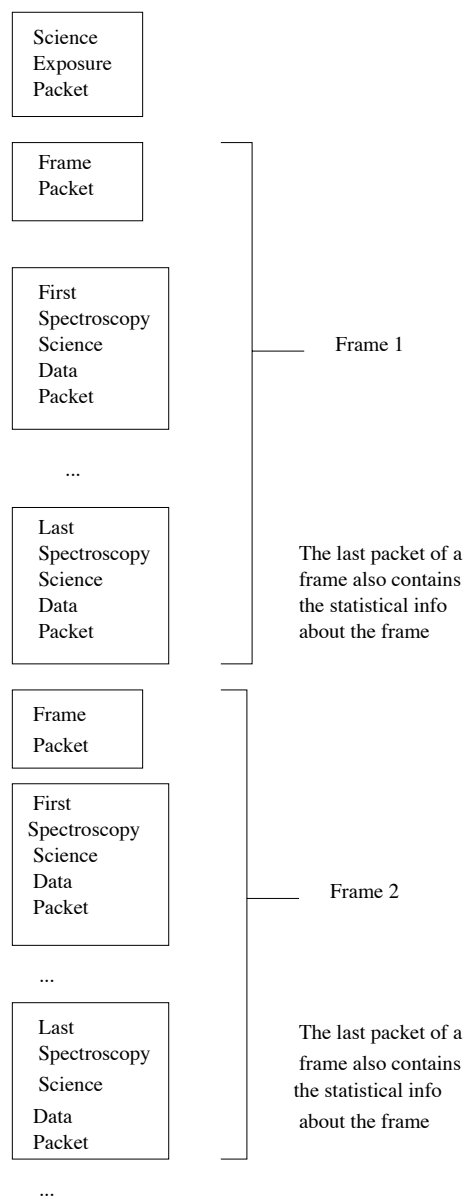 Science
Exposure
Packet
Frame
Packet
First
Spectroscopy
Science
Data
Packet
Frame 1
...
Last
Spectroscopy
Science
Data
Packet
The last packet of a
frame also contains
the statistical info
about the frame
Frame
Packet
First
Spectroscopy
Science
Data
Packet
Frame 2
...
Last
Spectroscopy
Science
Data
Packet
The last packet of a
frame also contains
the statistical info
about the frame
...